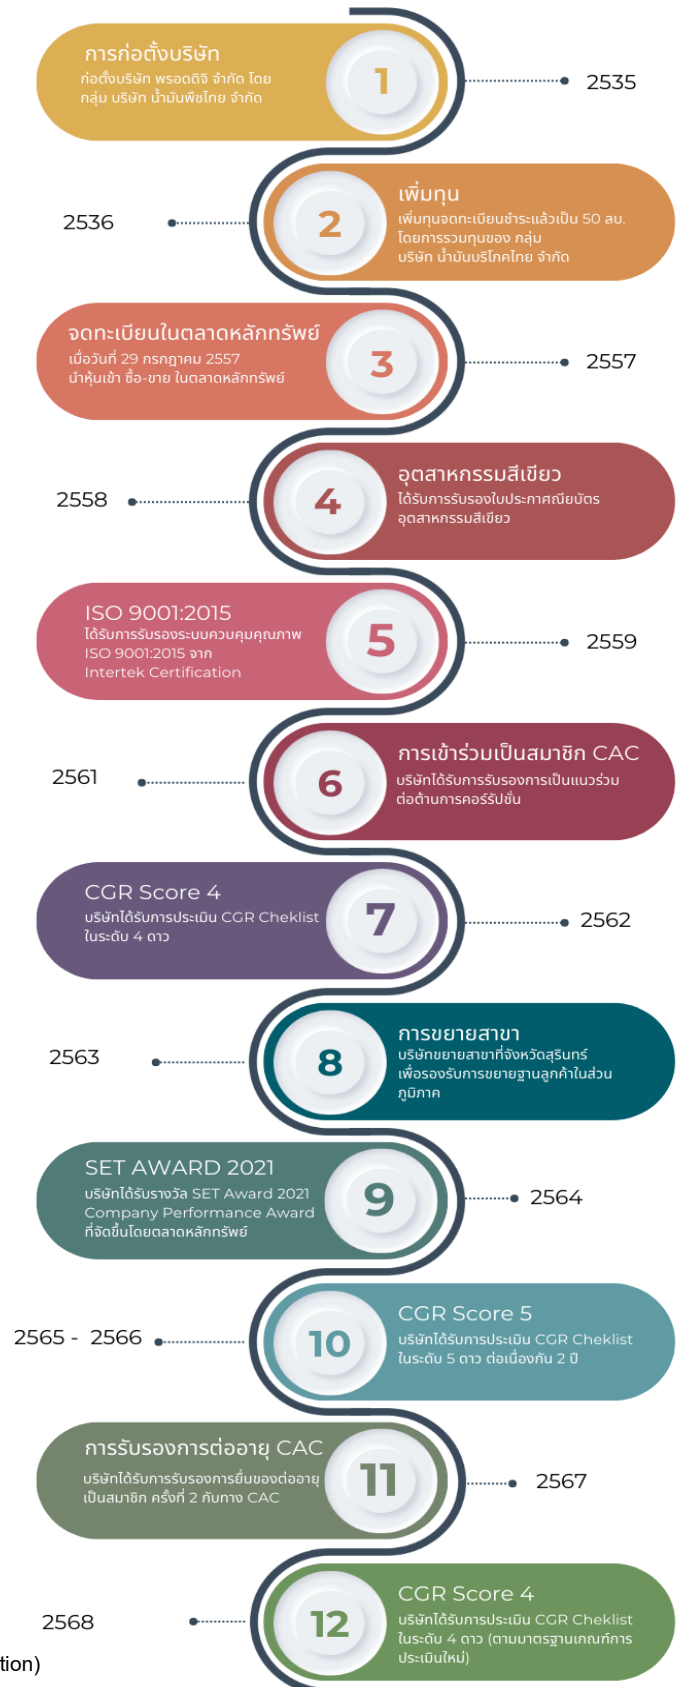 การก่อตั้งบริษัท
ก่อตั้งบริษัท พรอดดิจิ จำกัด โดย
กลุ่ม บริษัท น้ำมันพืชไทย จำกัด
1
2535
2536
2
เพิ่มทุน
เพิ่มทุนจดทะเบียนชำระแล้วเป็น 50 ลบ.
โดยการรวมทุนของ กลุ่ม
บริษัท น้ำมันบริโภคไทย จำกัด
จดทะเบียนในตลาดหลักทรัพย์
เมื่อวันที่ 29 กรกฎาคม 2557
นำหุ้นเข้า ซื้อ-ขาย ในตลาดหลักทรัพย์
3
2557
2558
4
อุตสาหกรรมสีเขียว
ได้รับการรับรองใบประกาศณียบัตร
อุตสาหกรรมสีเขียว
ISO 9001:2015
ได้รับการรับรองระบบควบคุมคุณภาพ
ISO 9001:2015 จาก
Intertek Certification
5
2559
2561
6
การเข้าร่วมเป็นสมาชิก CAC
บริษัทได้รับการรับรองการเป็นแนวร่วม
ต่อต้านการคอร์รัปชั่น
CGR Score 4
บริษัทได้รับการประเมิน CGR Cheklist
ในระดับ 4 ดาว
7
2562
2563
8
การขยายสาขา
บริษัทขยายสาขาที่จังหวัดสุรินทร์
เพื่อรองรับการขยายฐานลูกค้าในส่วน
ภูมิภาค
SET AWARD 2021
บริษัทได้รับรางวัล SET Award 2021
Company Performance Award
ที่จัดขึ้นโดยตลาดหลักทรัพย์
9
2564
2565 - 2566
10
CGR Score 5
บริษัทได้รับการประเมิน CGR Cheklist
ในระดับ 5 ดาว ต่อเนื่องกัน 2 ปี
การรับรองการต่ออายุ CAC
บริษัทได้รับการรับรองการยื่นของต่ออายุ
เป็นสมาชิก ครั้งที่ 2 กับทาง CAC
11
2567
2568
12
CGR Score 4
บริษัทได้รับการประเมิน CGR Cheklist
ในระดับ 4 ดาว (ตามมาตรฐานเกณฑ์การ
ประเมินใหม่)
tion)